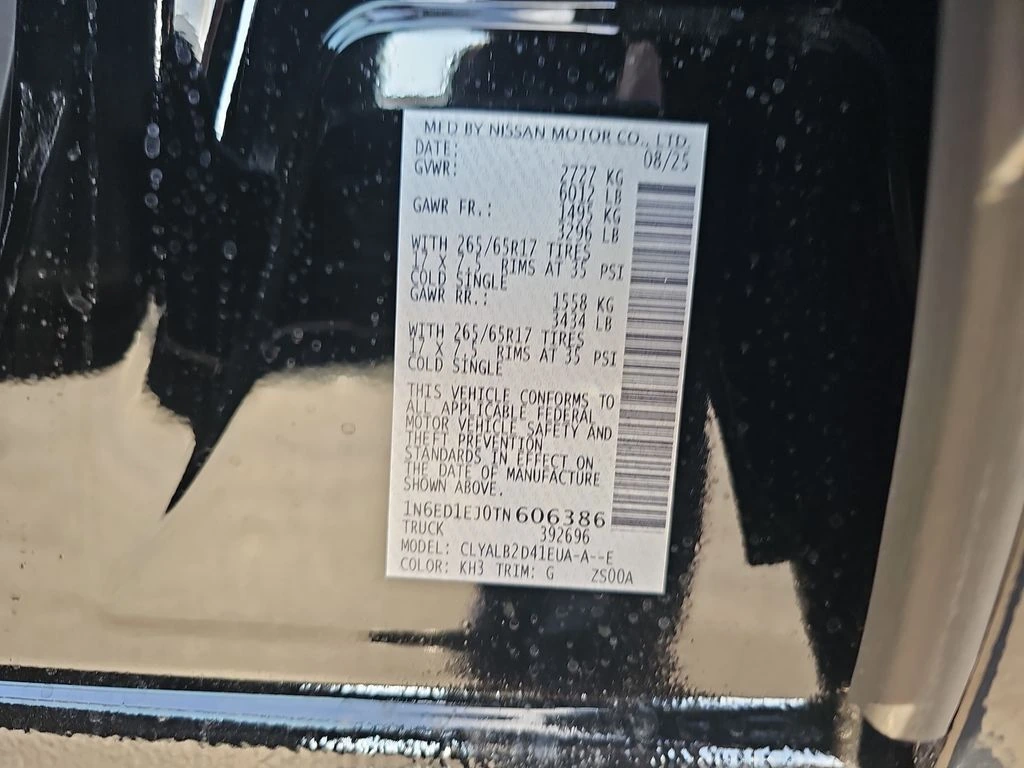 MFD BY NISSAN MOTOR CO., LTD.
DATE: 08/25
GVWR: 2727 KG
6012 LB
GAWR FR.: 1495 KG
3296 LB
WITH 265/65R17 TIRES
17 X 7.5 RIMS AT 35 PSI
COLD SINGLE
GAWR RR.: 1558 KG
3434 LB
WITH 265/65R17 TIRES
17 X 7.5 RIMS AT 35 PSI
COLD SINGLE
THIS VEHICLE CONFORMS TO
ALL APPLICABLE FEDERAL
MOTOR VEHICLE SAFETY AND
THEFT PREVENTION
STANDARDS IN EFFECT ON
THE DATE OF MANUFACTURE
SHOWN ABOVE.
1N6ED1EJ0TN606386
TRUCK 392696
MODEL: CLYALB2D41EUA-A--E
COLOR: KH3 TRIM: G ZS00A